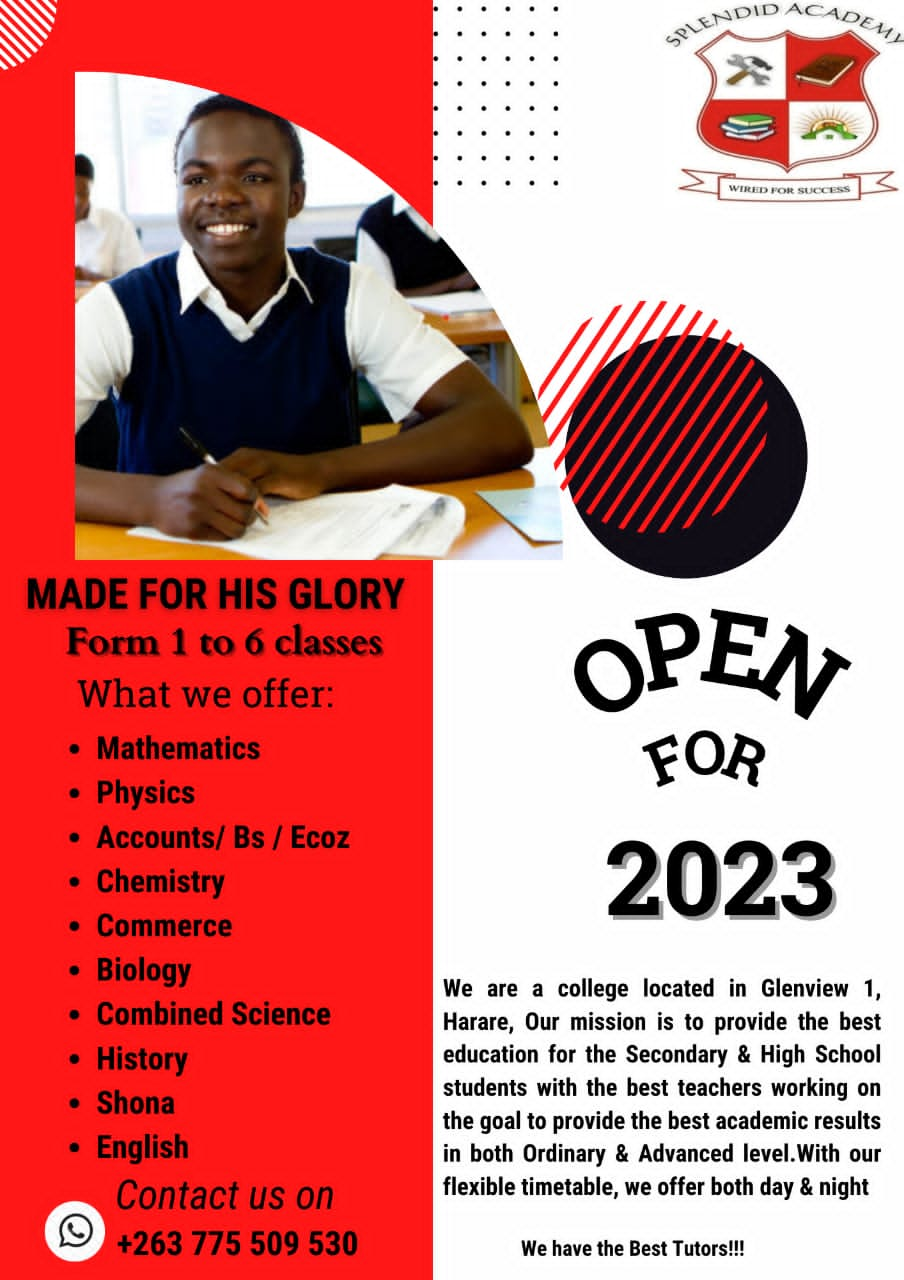 SPLENDID ACADEMY
WIRED FOR SUCCESS
MADE FOR HIS GLORY
Form 1 to 6 classes
What we offer:
• Mathematics
• Physics
• Accounts/ Bs / Ecoz
• Chemistry
• Commerce
• Biology
• Combined Science
• History
• Shona
• English
Contact us on
+263 775 509 530
OPEN
FOR
2023
We are a college located in Glenview 1,
Harare, Our mission is to provide the best
education for the Secondary & High School
students with the best teachers working on
the goal to provide the best academic results
in both Ordinary & Advanced level.With our
flexible timetable, we offer both day & night
We have the Best Tutors!!!